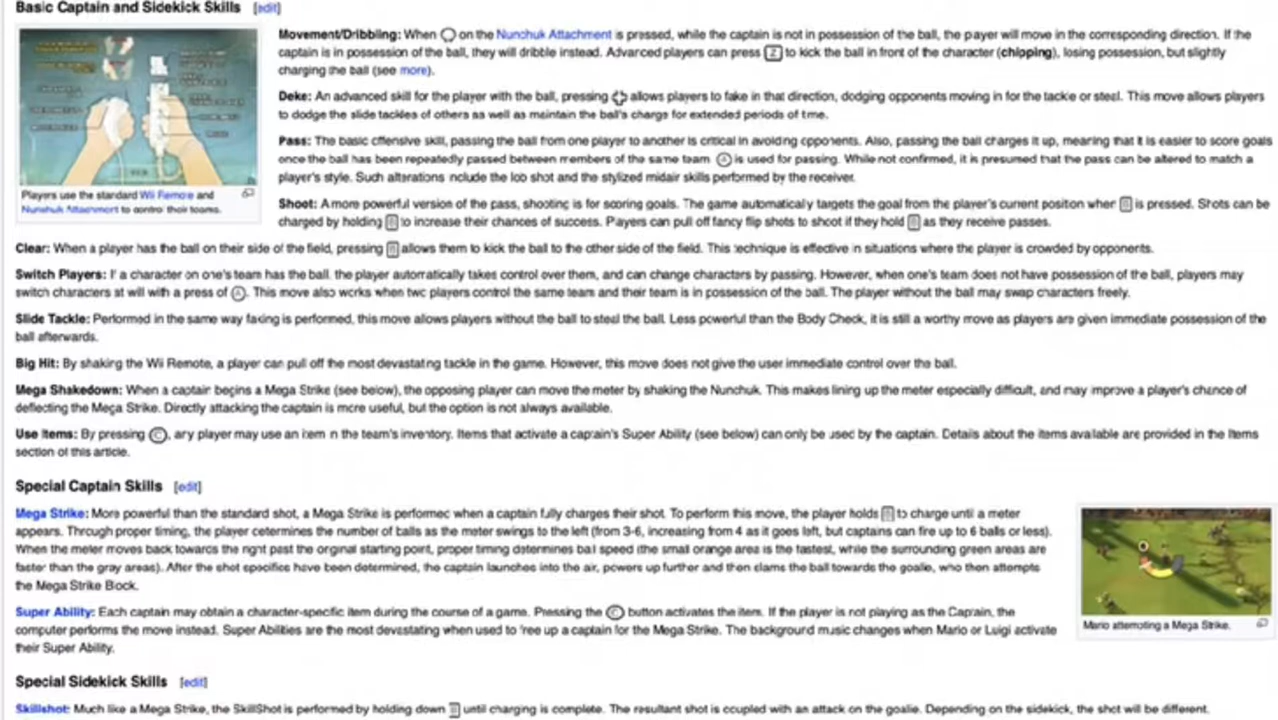 Basic Captain and Sidekick Skills [edit]
Movement/Dribbling: When on the Nunchuk Attachment is pressed, while the captain is not in possession of the ball, the player will move in the corresponding direction. If the
captain is in possession of the ball, they will dribble instead. Advanced players can press Z to kick the ball in front of the character (chipping), losing possession, but slightly
charging the ball (see more).
Deke: An advanced skill for the player with the ball, pressing allows players to fake in that direction, dodging opponents moving in for the tackle or steal. This move allows players
to dodge the slide tackles of others as well as maintain the ball's charge for extended periods of time.
Pass: The basic offensive skill, passing the ball from one player to another is critical in avoiding opponents. Also, passing the ball charges it up, meaning that it is easier to score goals
once the ball has been repeatedly passed between members of the same team A is used for passing. While not confirmed, it is presumed that the pass can be altered to match a
player's style. Such alterations include the lob shot and the stylized midair skills performed by the receiver.
Players use the standard Wii Remote and
Nunchuk Attachment to control their teams.
Shoot: A more powerful version of the pass, shooting is for scoring goals. The game automatically targets the goal from the player's current position when B is pressed. Shots can be
charged by holding B to increase their chances of success. Players can pull off fancy flip shots to shoot if they hold B as they receive passes.
Clear: When a player has the ball on their side of the field, pressing B allows them to kick the ball to the other side of the field. This technique is effective in situations where the player is crowded by opponents.
Switch Players: If a character on one's team has the ball, the player automatically takes control over them, and can change characters by passing. However, when one's team does not have possession of the ball, players may
switch characters at will with a press of A. This move also works when two players control the same team and their team is in possession of the ball. The player without the ball may swap characters freely.
Slide Tackle: Performed in the same way faking is performed, this move allows players without the ball to steal the ball. Less powerful than the Body Check, it is still a worthy move as players are given immediate possession of the
ball afterwards.
Big Hit: By shaking the Wii Remote, a player can pull off the most devastating tackle in the game. However, this move does not give the user immediate control over the ball.
Mega Shakedown: When a captain begins a Mega Strike (see below), the opposing player can move the meter by shaking the Nunchuk. This makes lining up the meter especially difficult, and may improve a player's chance of
deflecting the Mega Strike. Directly attacking the captain is more useful, but the option is not always available.
Use Items: By pressing C, any player may use an item in the team's inventory. Items that activate a captain's Super Ability (see below) can only be used by the captain. Details about the items available are provided in the Items
section of this article.
Special Captain Skills [edit]
Mega Strike: More powerful than the standard shot, a Mega Strike is performed when a captain fully charges their shot. To perform this move, the player holds B to charge until a meter
appears. Through proper timing, the player determines the number of balls as the meter swings to the left (from 3-6, increasing from 4 as it goes left, but captains can fire up to 6 balls or less).
When the meter moves back towards the right past the original starting point, proper timing determines ball speed (the small orange area is the fastest, while the surrounding green areas are
faster than the gray areas). After the shot specifics have been determined, the captain launches into the air, powers up further and then slams the ball towards the goalie, who then attempts
the Mega Strike Block.
Super Ability: Each captain may obtain a character-specific item during the course of a game. Pressing the C button activates the item. If the player is not playing as the Captain, the
computer performs the move instead. Super Abilities are the most devastating when used to free up a captain for the Mega Strike. The background music changes when Mario or Luigi activate
their Super Ability.
Mario attempting a Mega Strike.
Special Sidekick Skills [edit]
Skillshot: Much like a Mega Strike, the SkillShot is performed by holding down B until charging is complete. The resultant shot is coupled with an attack on the goalie. Depending on the sidekick, the shot will be different.